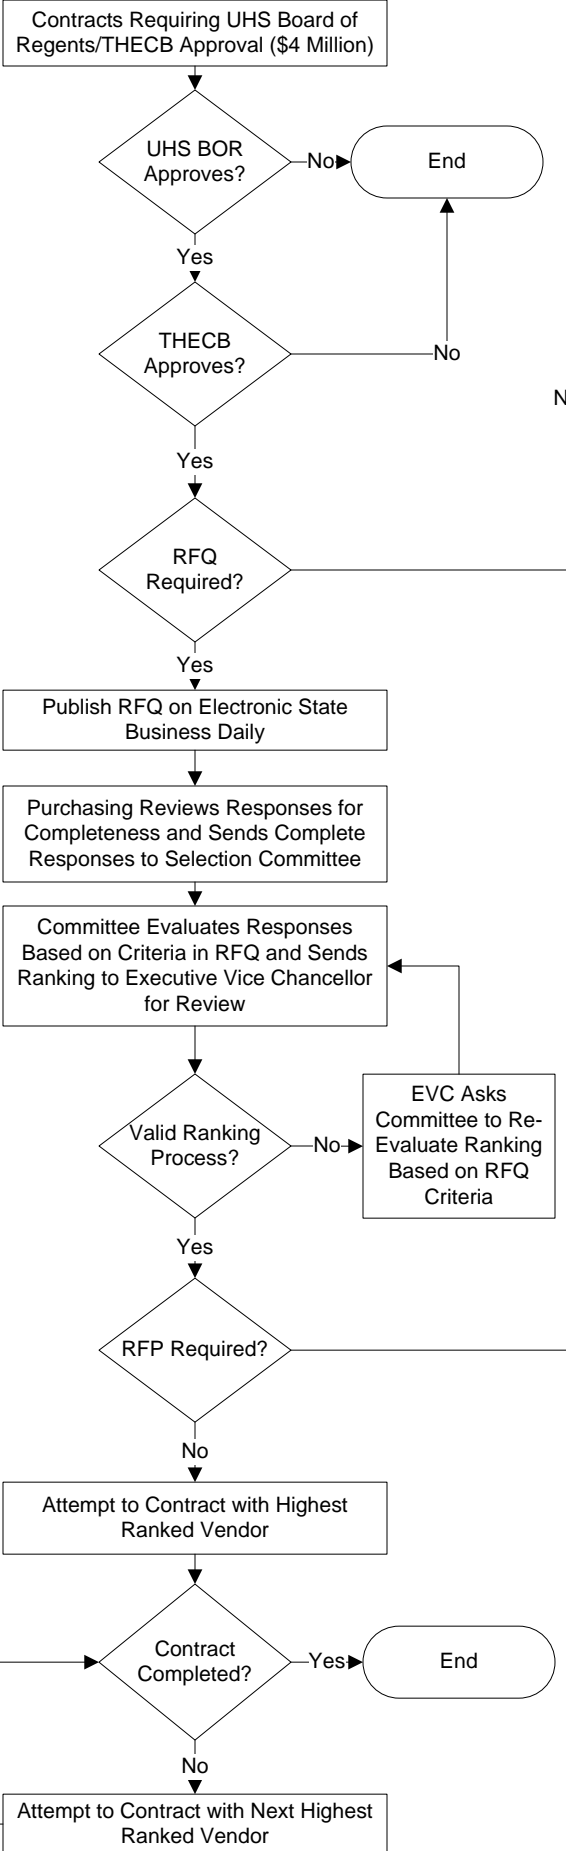 Contracts Requiring UHS Board of
Regents/THECB Approval ($4 Million)
UHS BOR
Approves?
No
End
Yes
THECB
Approves?
No
N
Yes
RFQ
Required?
Yes
Publish RFQ on Electronic State
Business Daily
Purchasing Reviews Responses for
Completeness and Sends Complete
Responses to Selection Committee
Committee Evaluates Responses
Based on Criteria in RFQ and Sends
Ranking to Executive Vice Chancellor
for Review
Valid Ranking
Process?
No
EVC Asks
Committee to Re-
Evaluate Ranking
Based on RFQ
Criteria
Yes
RFP Required?
No
Attempt to Contract with Highest
Ranked Vendor
Contract
Completed?
Yes
End
No
Attempt to Contract with Next Highest
Ranked Vendor